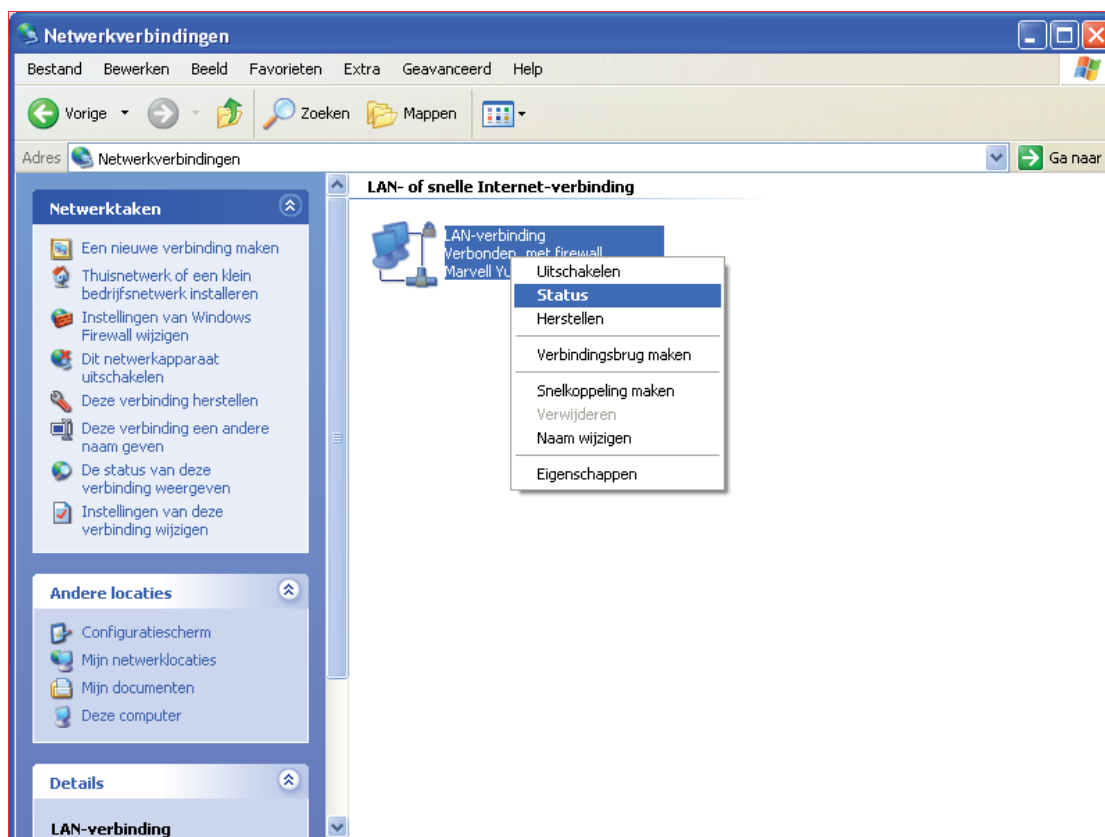 Netwerkverbindingen
Bestand Bewerken Beeld Favorieten Extra Geavanceerd Help
Vorige Zoeken Mappen
Adres Netwerkverbindingen Ga naar
Netwerktaken
Een nieuwe verbinding maken
Thuisnetwerk of een klein
bedrijfsnetwerk installeren
Instellingen van Windows
Firewall wijzigen
Dit netwerkapparaat
uitschakelen
Deze verbinding herstellen
Deze verbinding een andere
naam geven
De status van deze
verbinding weergeven
Instellingen van deze
verbinding wijzigen
Andere locaties
Configuratiescherm
Mijn netwerklocaties
Mijn documenten
Deze computer
Details
LAN-verbinding
LAN- of snelle Internet-verbinding
LAN-verbinding
Verbonden, met firewall
Marvell Yu
Uitschakelen
Status
Herstellen
Verbindingsbrug maken
Snelkoppeling maken
Verwijderen
Naam wijzigen
Eigenschappen